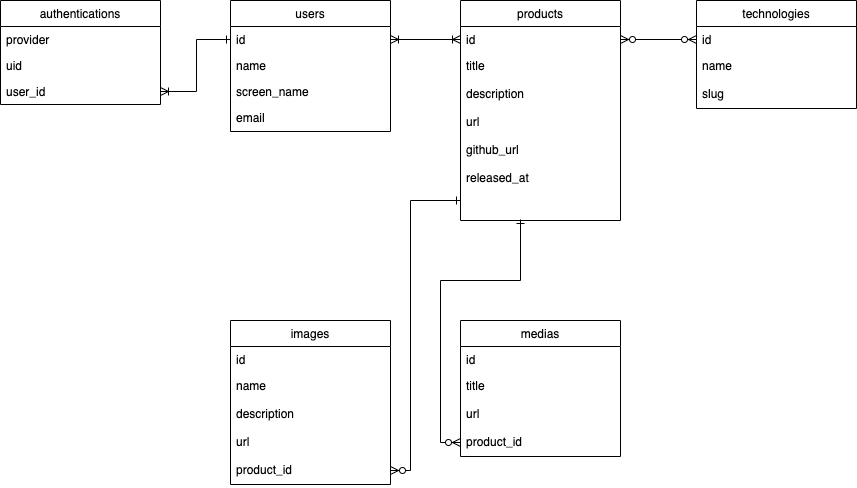 authentications
provider
uid
user_id
users
id
name
screen_name
email
products
id
title
description
url
github_url
released_at
technologies
id
name
slug
images
id
name
description
url
product_id
medias
id
title
url
product_id